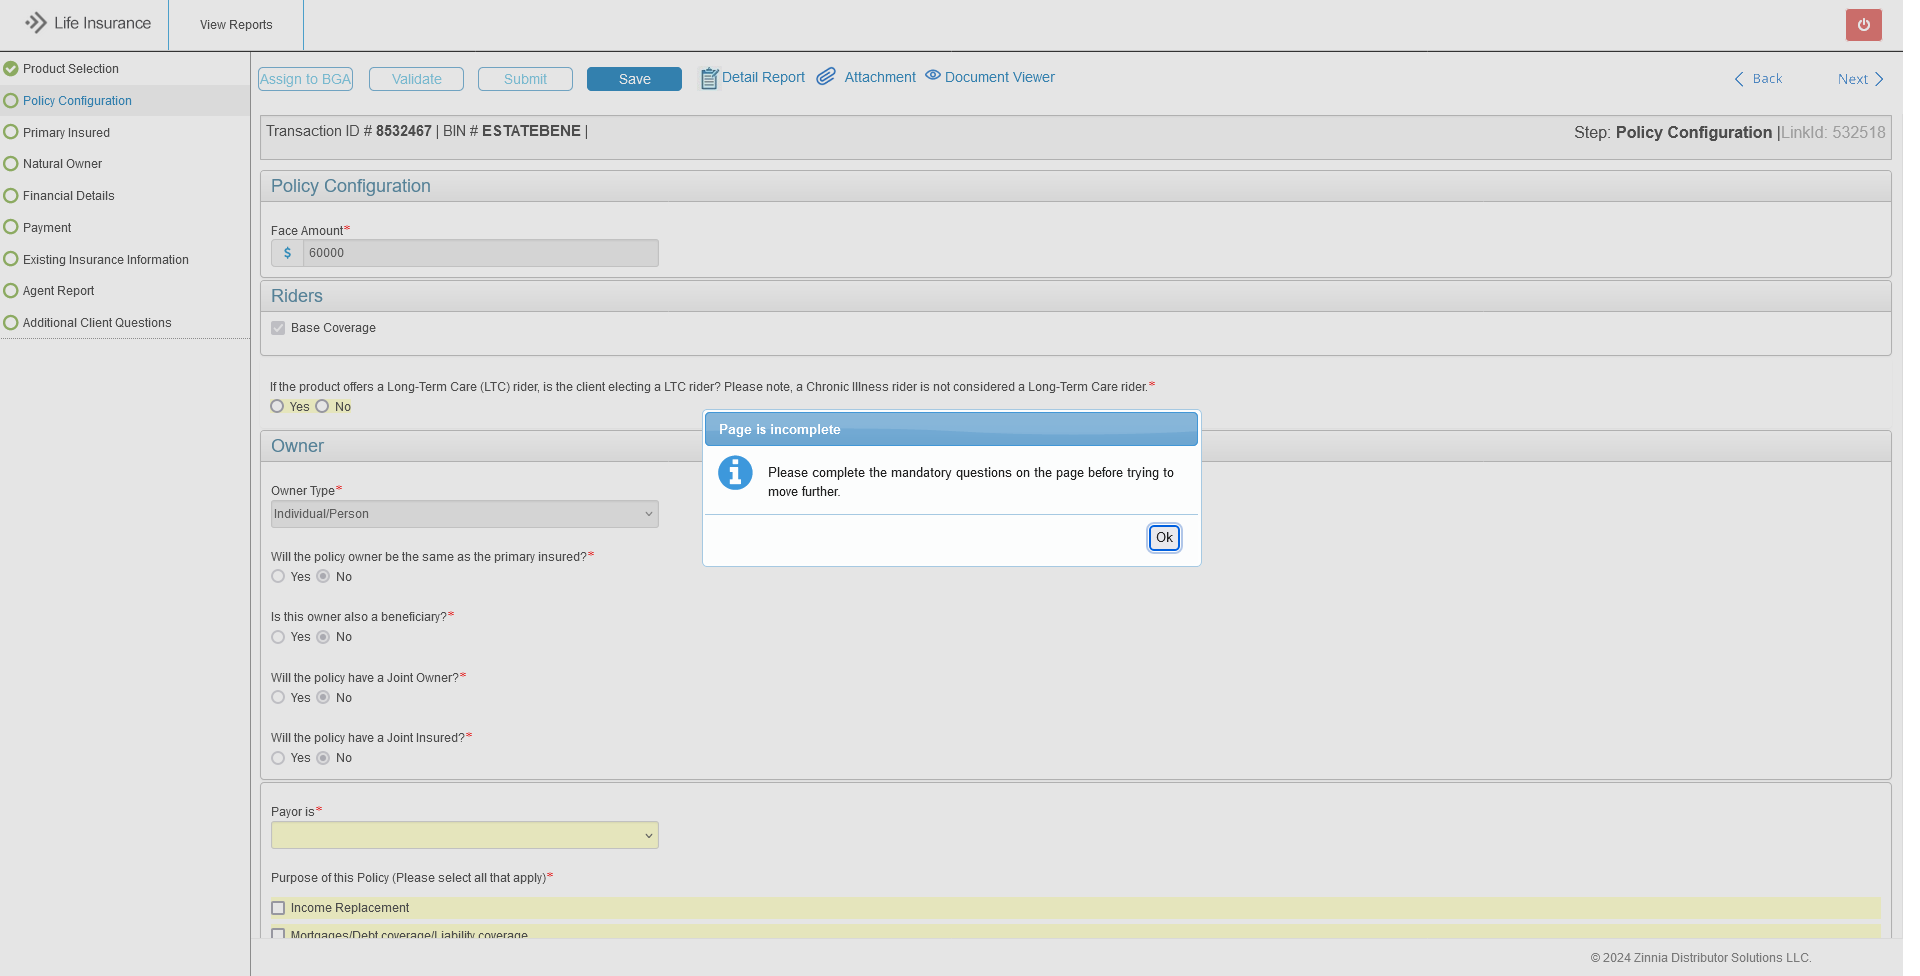 Life Insurance
View Reports
Product Selection
Policy Configuration
Primary Insured
Natural Owner
Financial Details
Payment
Existing Insurance Information
Agent Report
Additional Client Questions
Assign to BGA
Validate
Submit
Save
Detail Report
Attachment
Document Viewer
Back
Next
Transaction ID # 8532467 | BIN # ESTATEBENE |
Step: Policy Configuration |LinkId: 532518
Policy Configuration
Face Amount*
$ 60000
Riders
Base Coverage
If the product offers a Long-Term Care (LTC) rider, is the client electing a LTC rider? Please note, a Chronic Illness rider is not considered a Long-Term Care rider.*
Yes No
Page is incomplete
Please complete the mandatory questions on the page before trying to
move further.
Ok
Owner
Owner Type*
Individual/Person
Will the policy owner be the same as the primary insured?*
Yes No
Is this owner also a beneficiary?*
Yes No
Will the policy have a Joint Owner?*
Yes No
Will the policy have a Joint Insured?*
Yes No
Payor is*
Purpose of this Policy (Please select all that apply)*
Income Replacement
Mortgages/Debt coverage/Liability coverage
© 2024 Zinnia Distributor Solutions LLC.